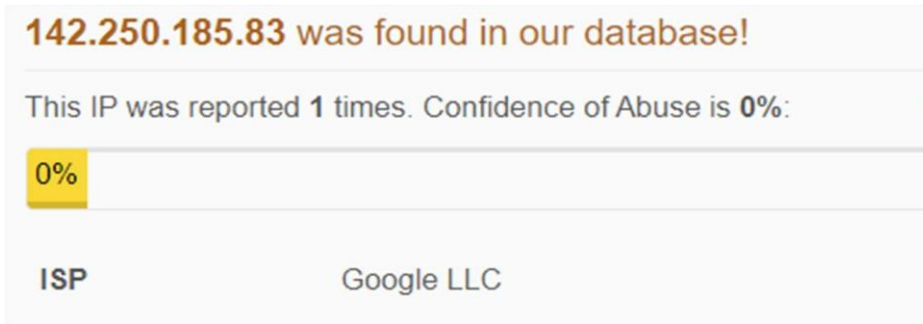 142.250.185.83 was found in our database!
This IP was reported 1 times. Confidence of Abuse is 0%:
0%
ISP Google LLC